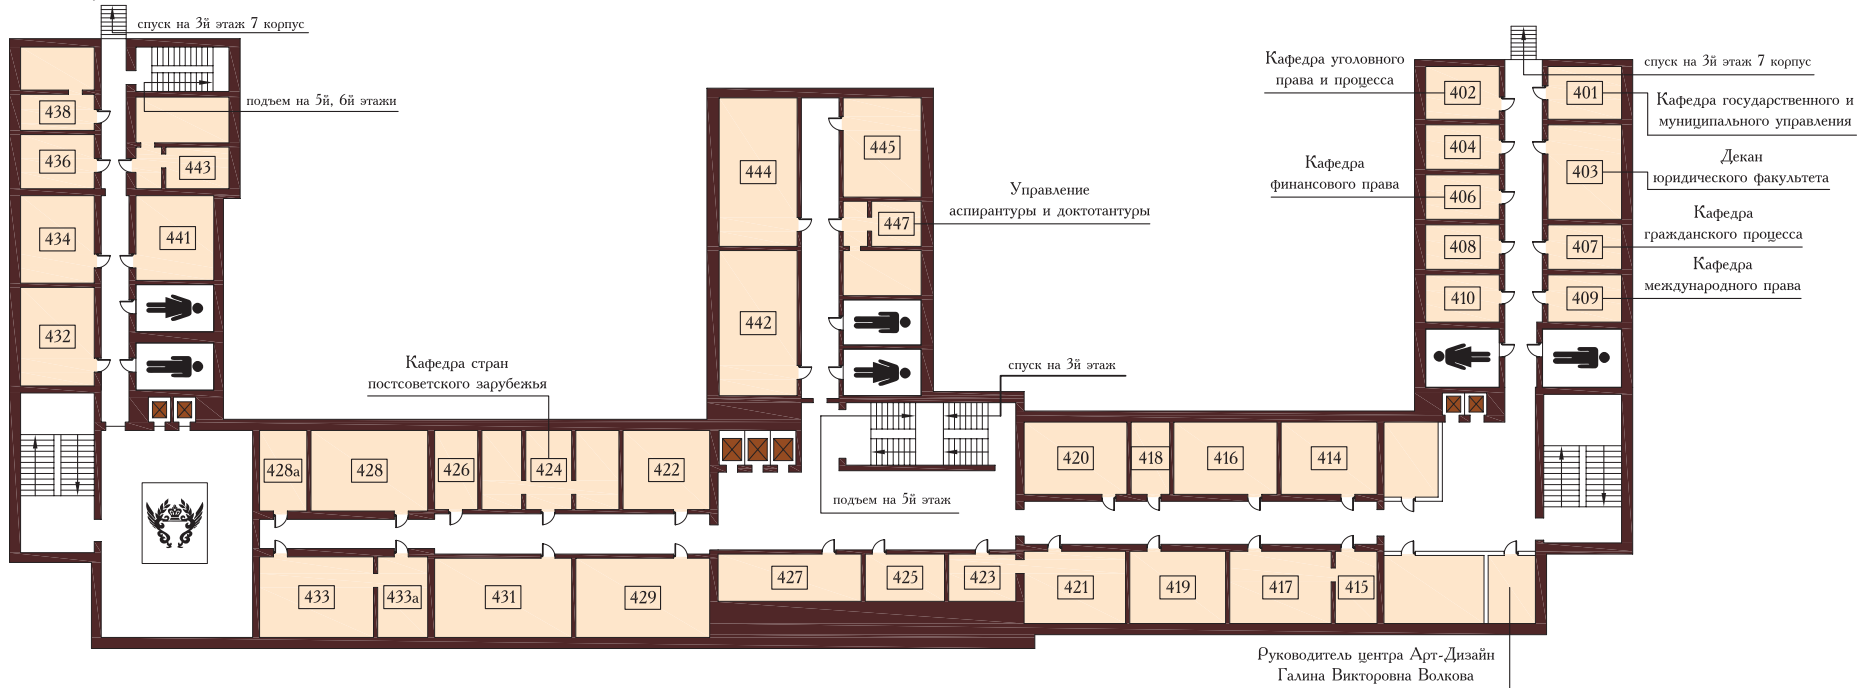 спуск на 3й этаж 7 корпус
подъем на 5й, 6й этажи
438
436
443
434
441
432
444
445
447
442
Управление
аспирантуры и доктотантуры
Кафедра стран
постсоветского зарубежья
спуск на 3й этаж
подъем на 5й этаж
Кафедра уголовного
права и процесса
Кафедра
финансового права
спуск на 3й этаж 7 корпус
Кафедра государственного и
муниципального управления
Декан
юридического факультета
Кафедра
гражданского процесса
Кафедра
международного права
402
401
404
403
406
408
407
410
409
428а
428
426
424
422
420
418
416
414
433
433а
431
429
427
425
423
421
419
417
415
Руководитель центра Арт-Дизайн
Галина Викторовна Волкова